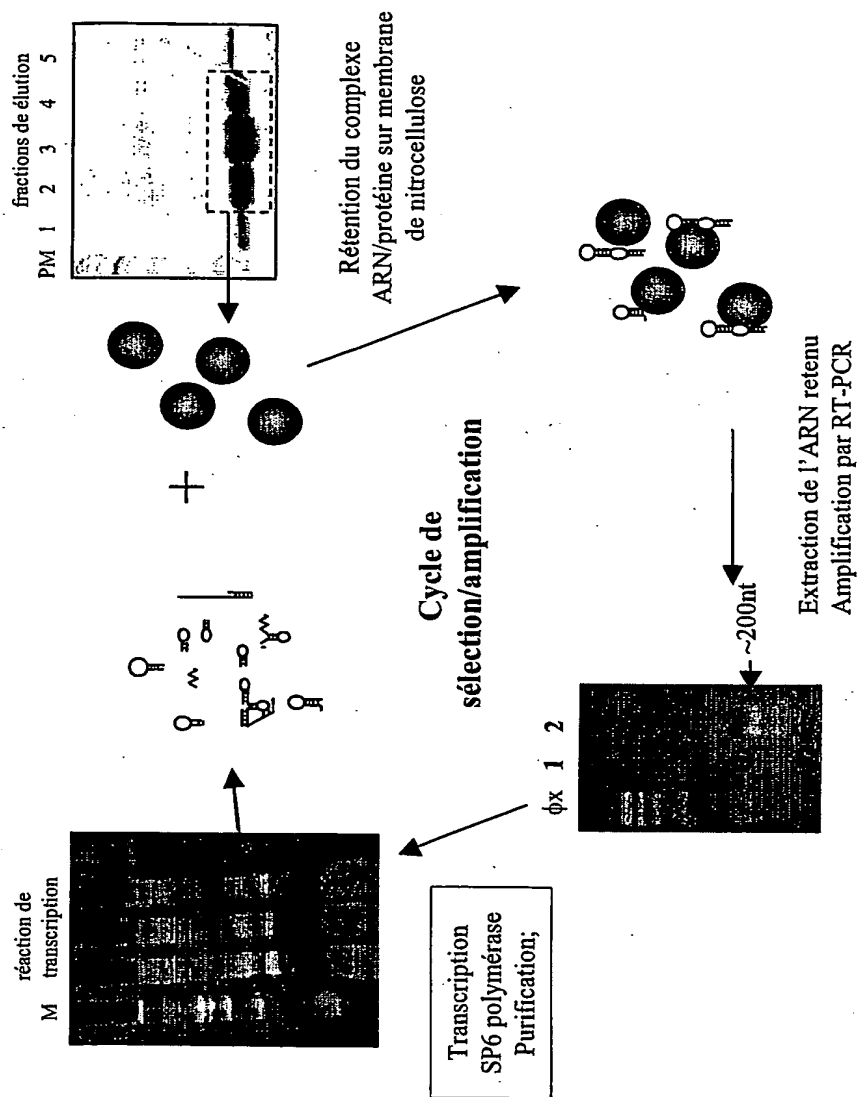 réaction de
M transcription
fractions de élution
PM 1 2 3 4 5
Rétention du complexe
ARN/protéine sur membrane
de nitrocellulose
Cycle de
sélection/amplification
Transcription
SP6 polymérase
Purification;
ϕx 1 2
~200nt
Extraction de l'ARN retenu
Amplification par RT-PCR